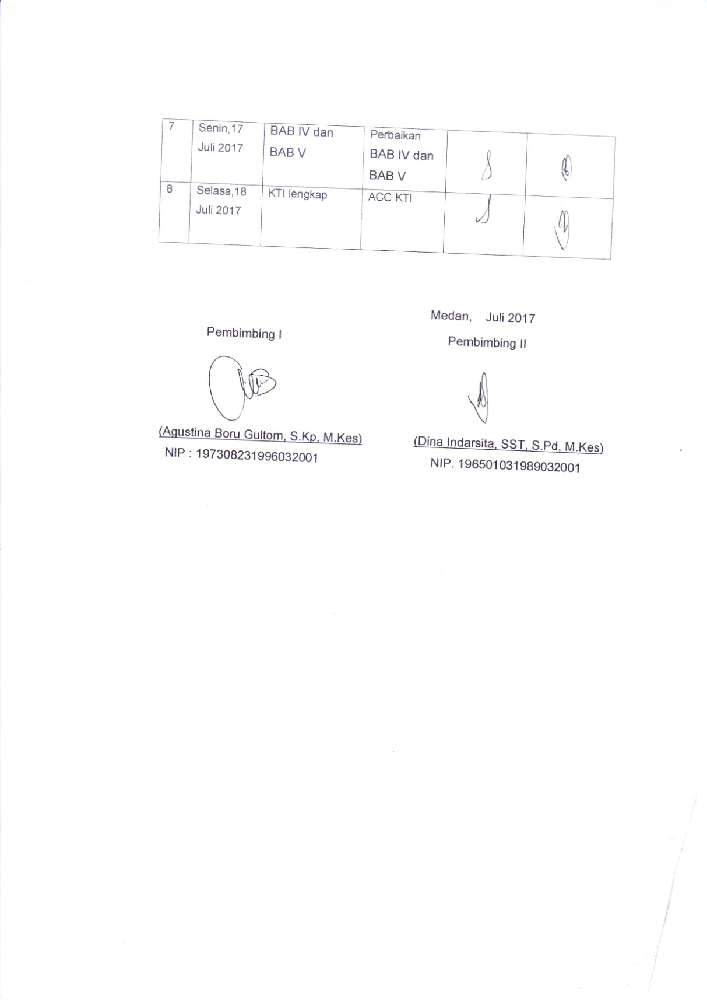 7
Senin,17
Juli 2017
BAB IV dan
BAB V
Perbaikan
BAB IV dan
BAB V
8
Selasa,18
Juli 2017
KTI lengkap
ACC KTI
Medan, Juli 2017
Pembimbing I
Pembimbing II
(Agustina Boru Gultom, S.Kp, M.Kes)
(Dina Indarsita, SST, S.Pd, M.Kes)
NIP : 197308231996032001
NIP. 196501031989032001